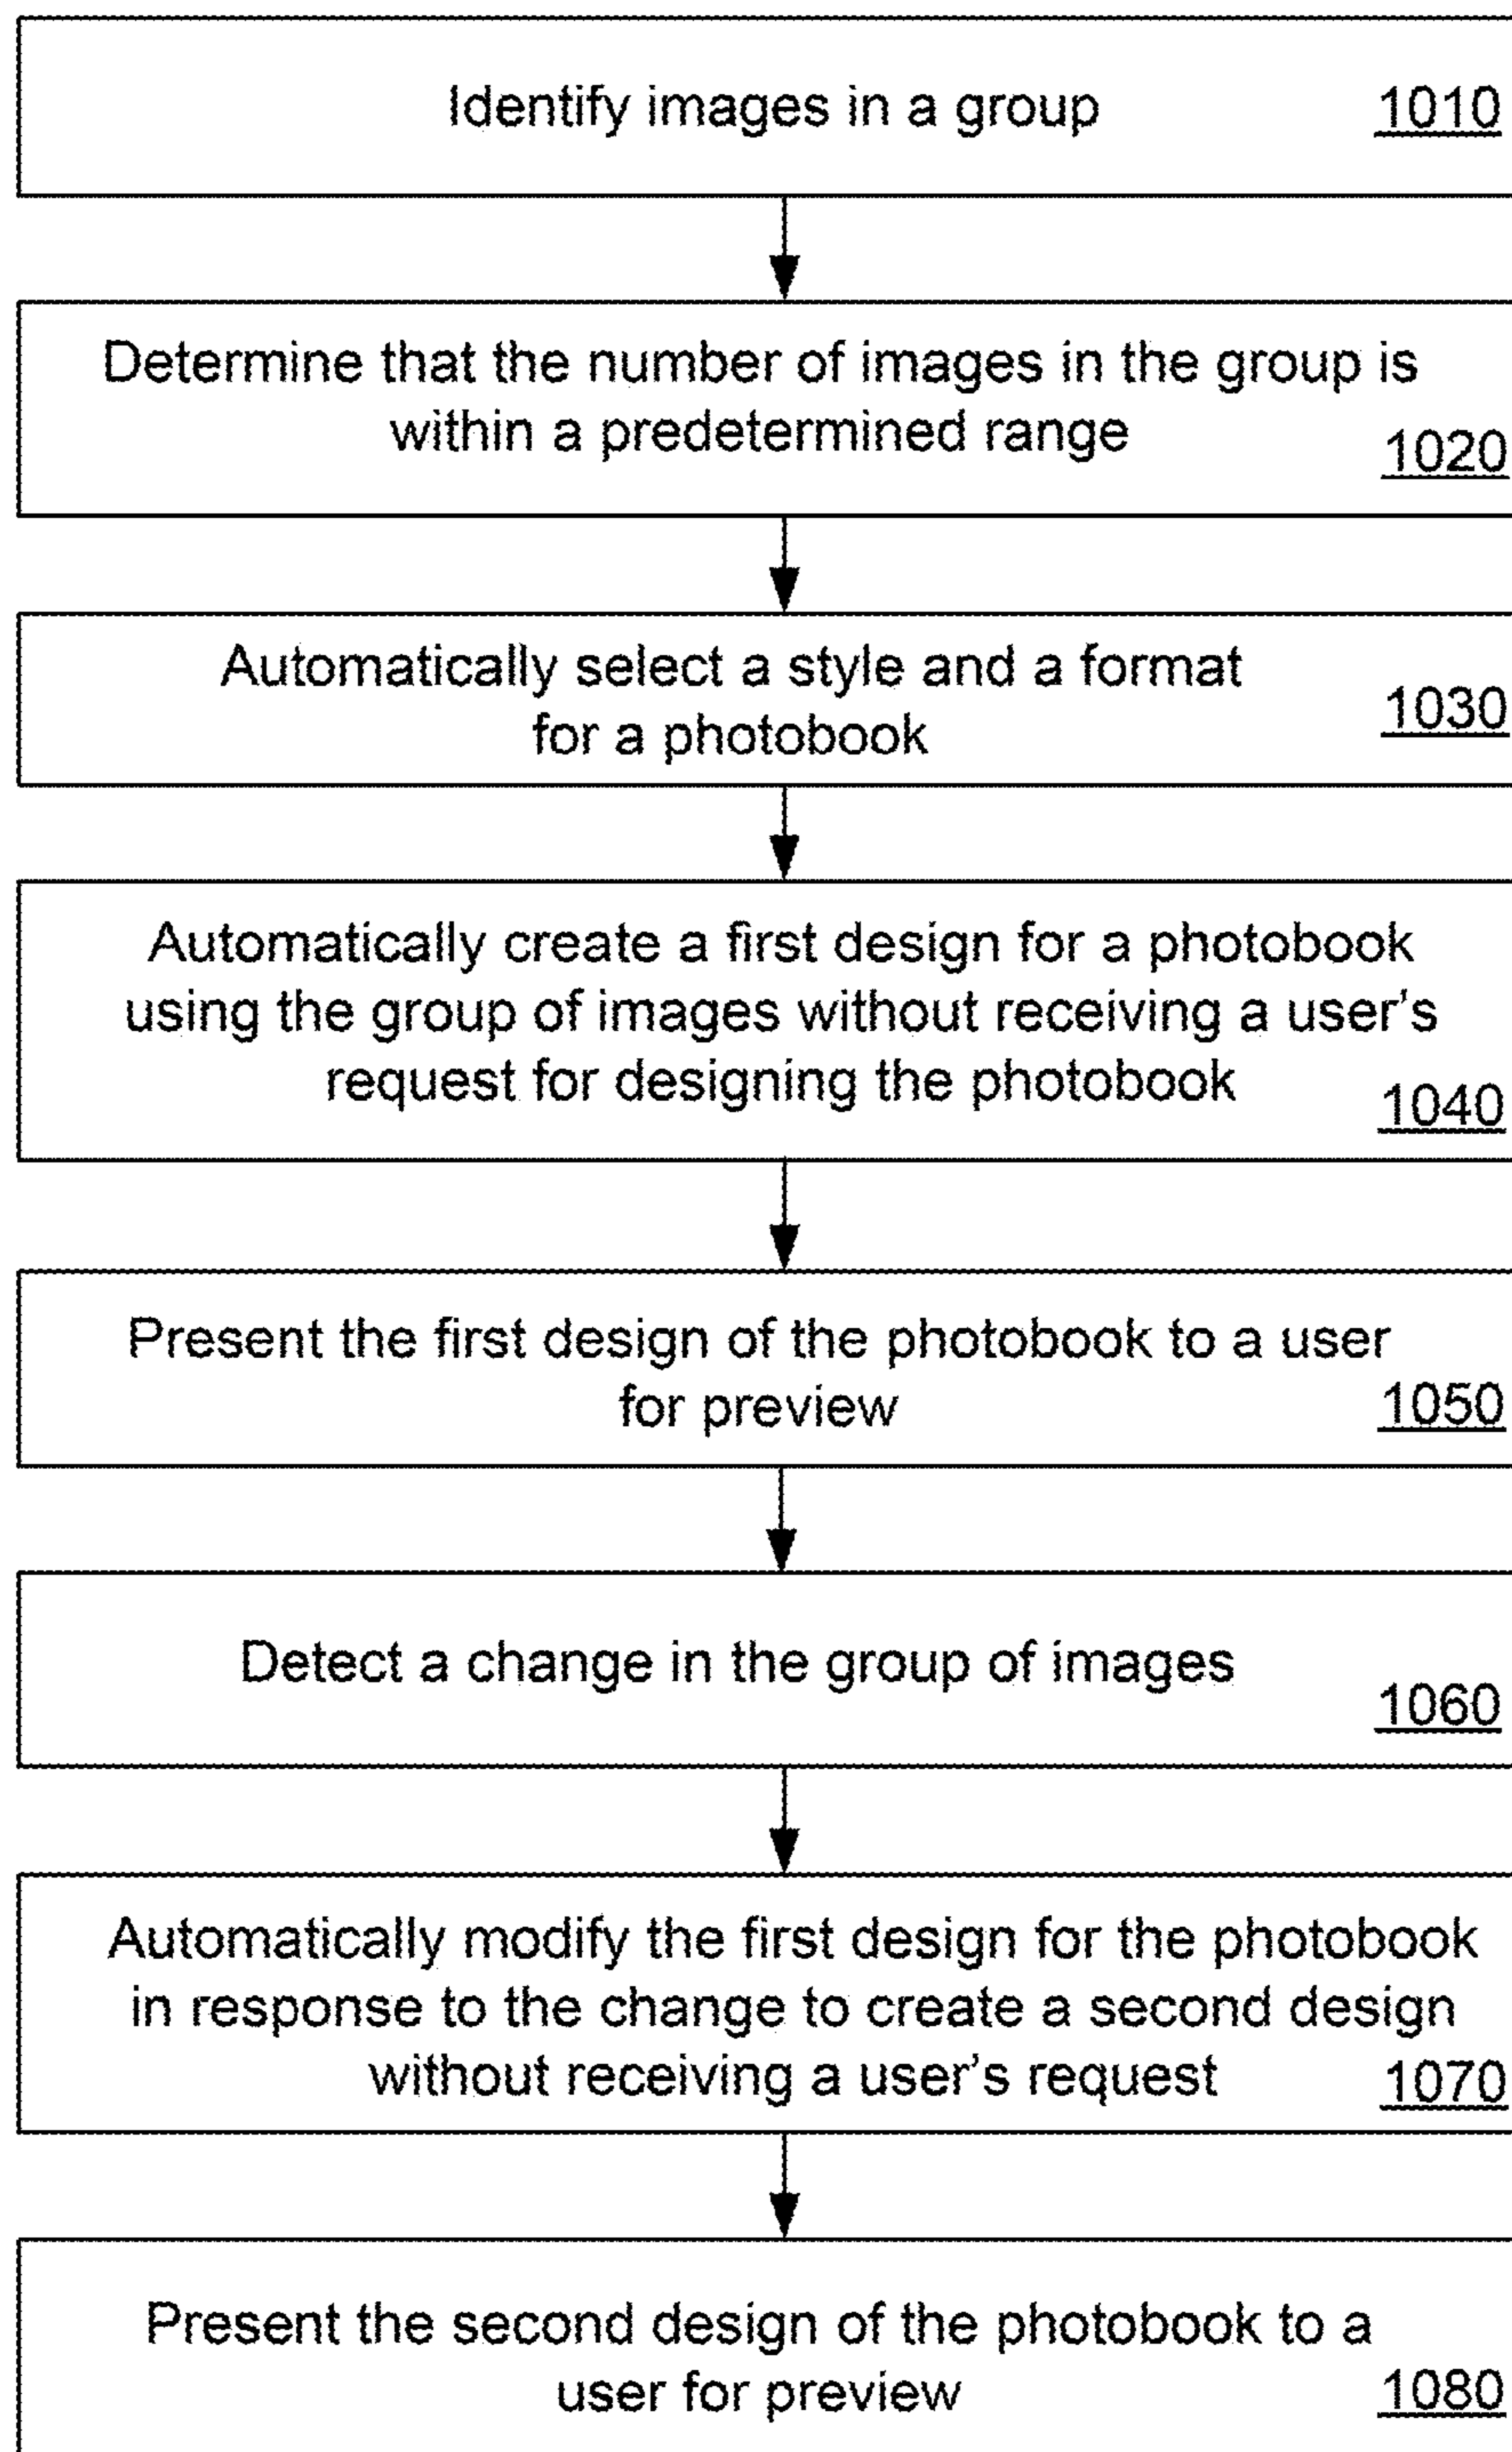 Identify images in a group 1010
Determine that the number of images in the group is
within a predetermined range
1020
Automatically select a style and a format
for a photobook
1030
Automatically create a first design for a photobook
using the group of images without receiving a user's
request for designing the photobook
1040
Present the first design of the photobook to a user
for preview
1050
Detect a change in the group of images
1060
Automatically modify the first design for the photobook
in response to the change to create a second design
without receiving a user's request
1070
Present the second design of the photobook to a
user for preview
1080